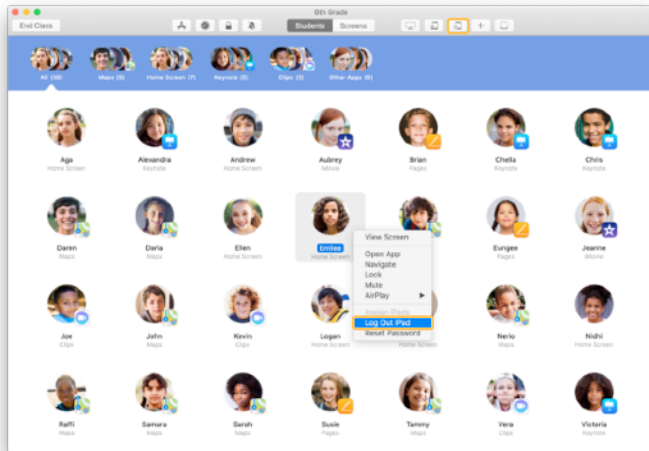 6th Grade
End Class
Students Screens
All (30) Maps (9) Home Screen (7) Keynote (5) Clips (3) Other Apps (6)
Aga Alexandra Andrew Aubrey Brian Chella Chris
Home Screen Keynote Home Screen iMovie Pages Keynote Keynote
Daren Darla Ellen Emilea Eungee Jeanne
Maps Maps Home Screen Home Screen Pages iMovie
View Screen
Open App
Navigate
Lock
Mute
AirPlay
Assign iPads
Log Out iPad
Reset Password
Joe John Kevin Logan Nerio Nidhi
Clips Maps Clips Home Screen Maps Home Screen
Raffi Samara Sarah Susie Tammy Vera Victoria
Maps Maps Maps Pages Maps Clips Keynote